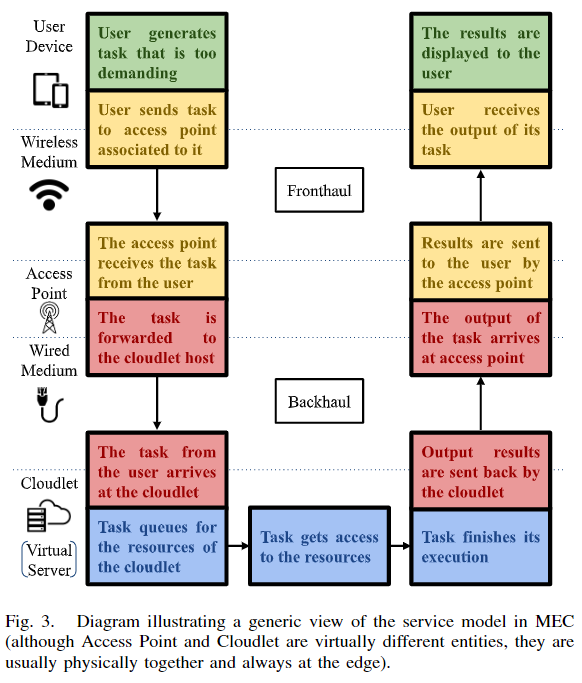 User
Device
User generates
task that is too
demanding
The results are
displayed to the
user
User sends task
to access point
associated to it
User receives
the output of its
task
Wireless
Medium
Fronthaul
The access point
receives the task
from the user
Results are sent
to the user by
the access point
Access
Point
The task is
forwarded to
the cloudlet host
The output of
the task arrives
at access point
Wired
Medium
Backhaul
The task from
the user arrives
at the cloudlet
Output results
are sent back by
the cloudlet
Cloudlet
(Virtual
Server)
Task queues for
the resources of
the cloudlet
Task gets access
to the resources
Task finishes its
execution
Fig. 3. Diagram illustrating a generic view of the service model in MEC
(although Access Point and Cloudlet are virtually different entities, they are
usually physically together and always at the edge).